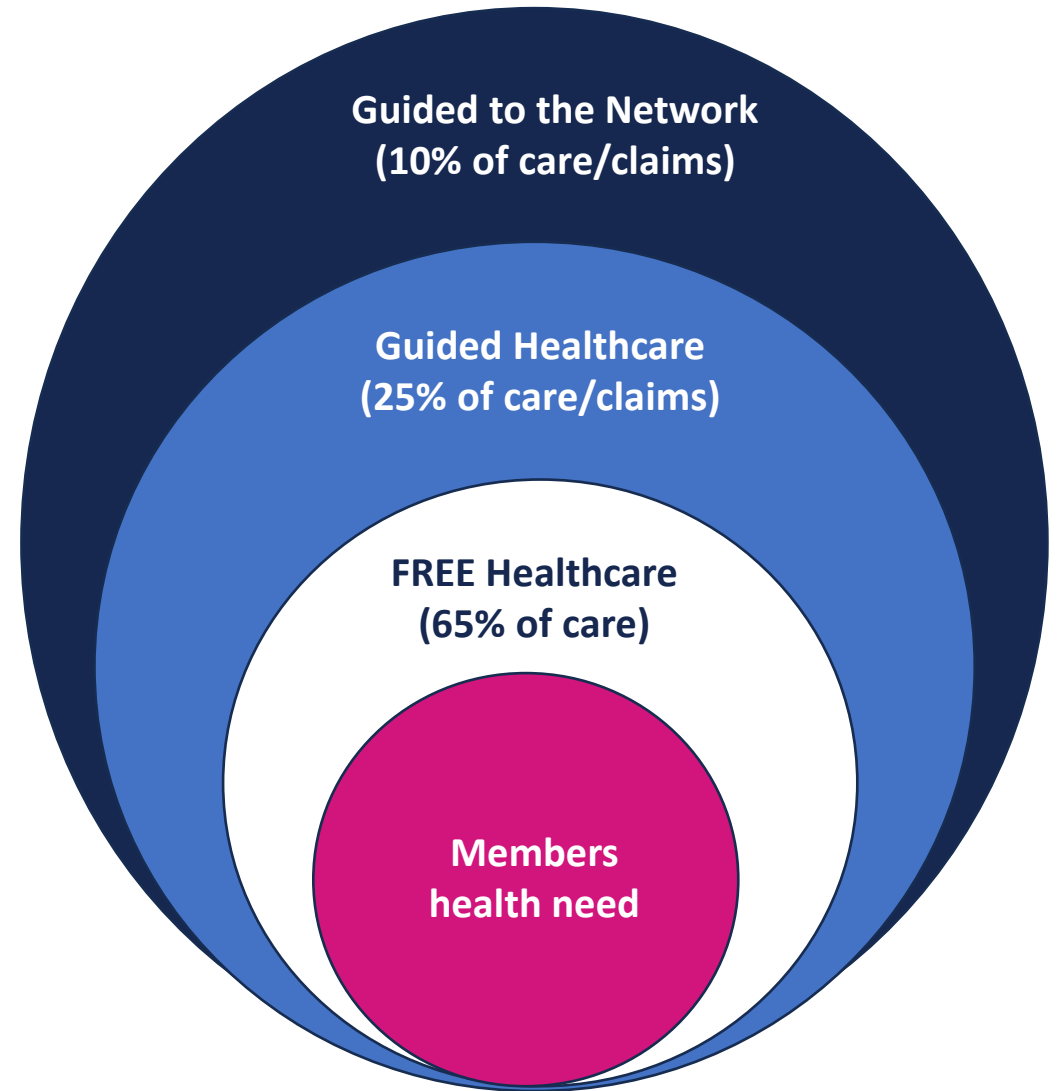 Guided to the Network
(10% of care/claims)
Guided Healthcare
(25% of care/claims)
FREE Healthcare
(65% of care)
Members
health need